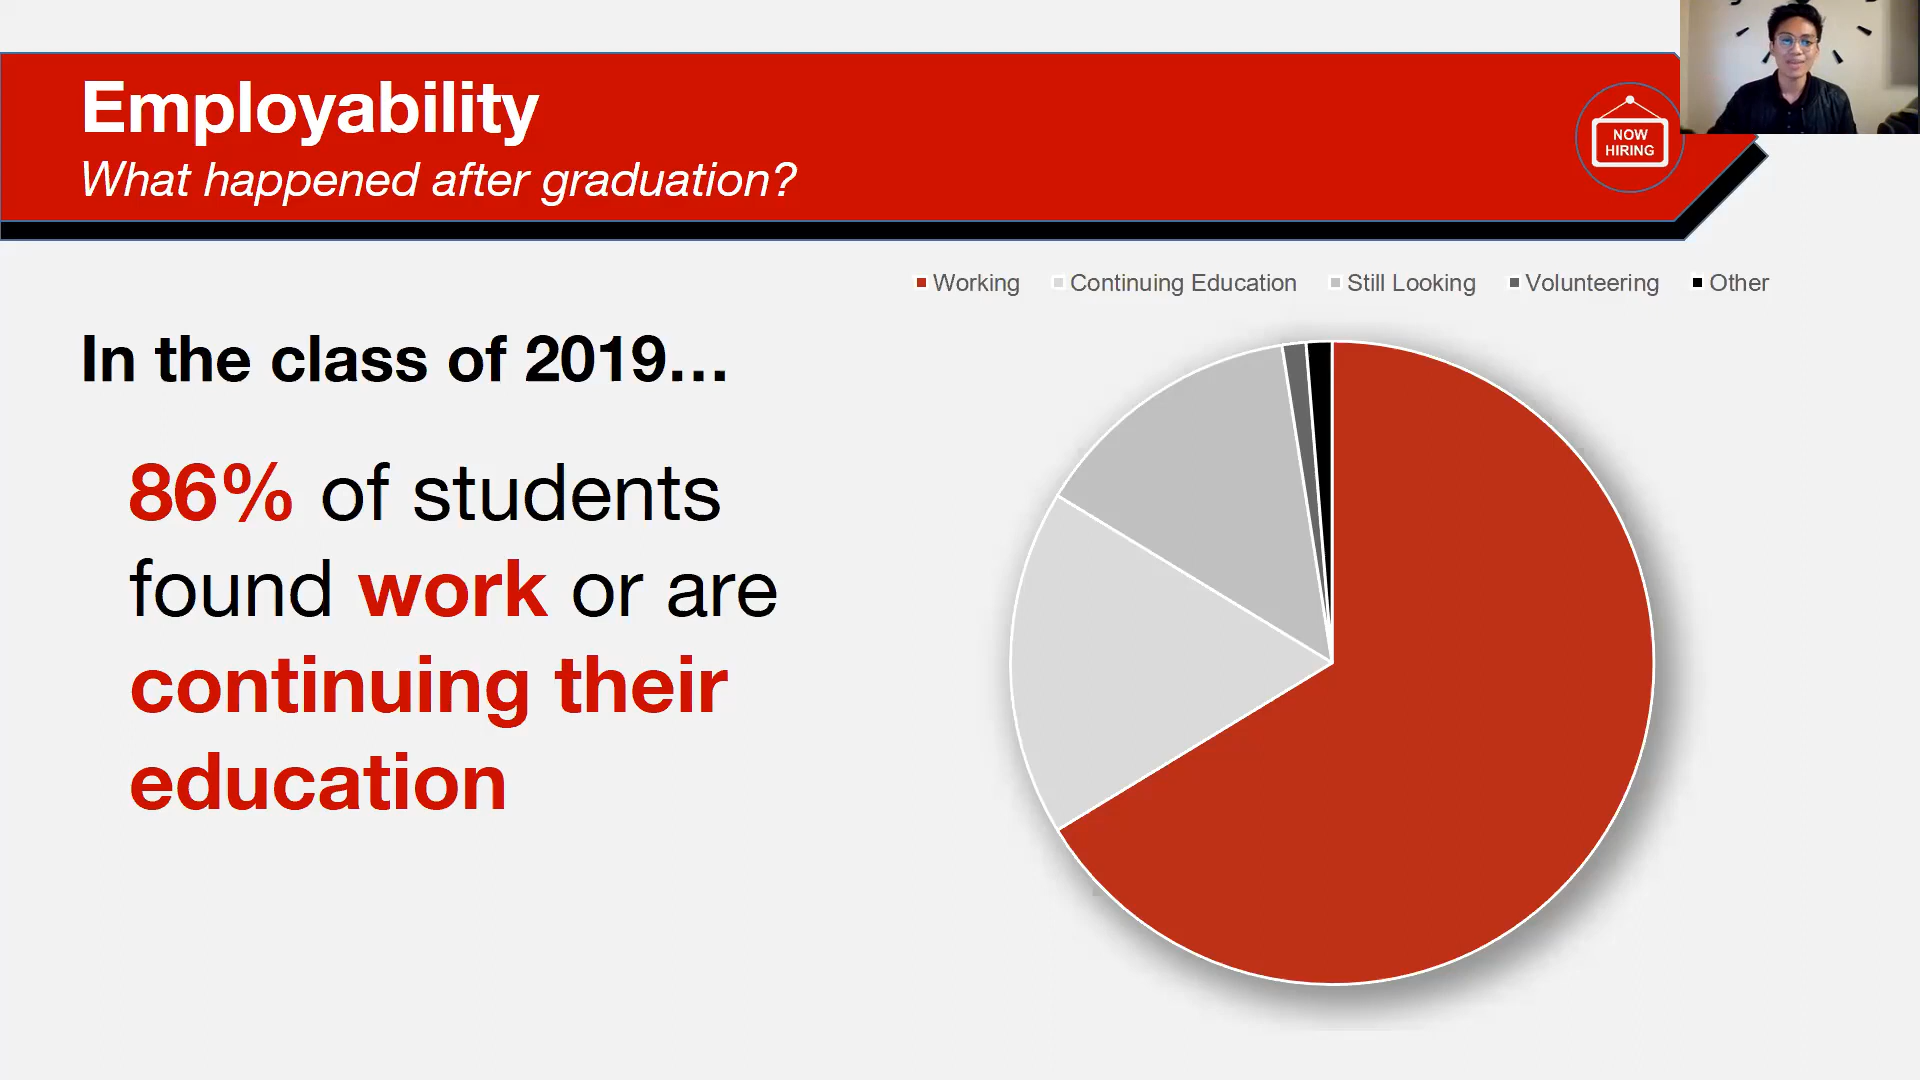 Employability
What happened after graduation?
NOW
HIRING
Working Continuing Education Still Looking Volunteering Other
In the class of 2019…
86% of students
found work or are
continuing their
education